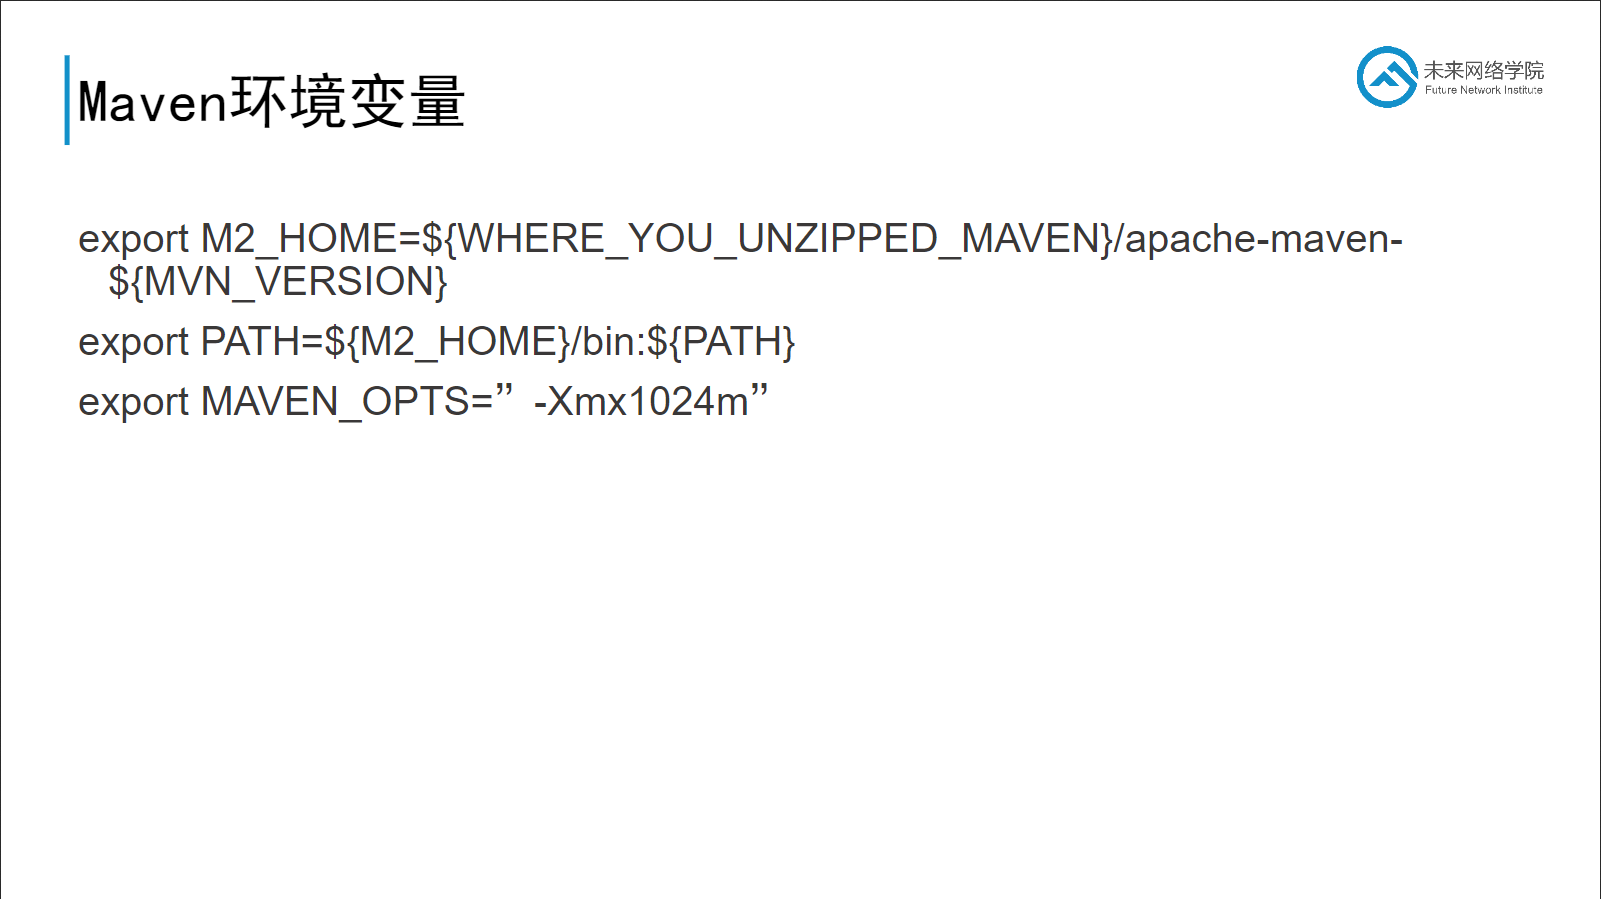 Maven环境变量
未来网络学院
Future Network Institute
export M2_HOME=${WHERE_YOU_UNZIPPED_MAVEN}/apache-maven-
${MVN_VERSION}
export PATH=${M2_HOME}/bin:${PATH}
export MAVEN_OPTS=” -Xmx1024m”